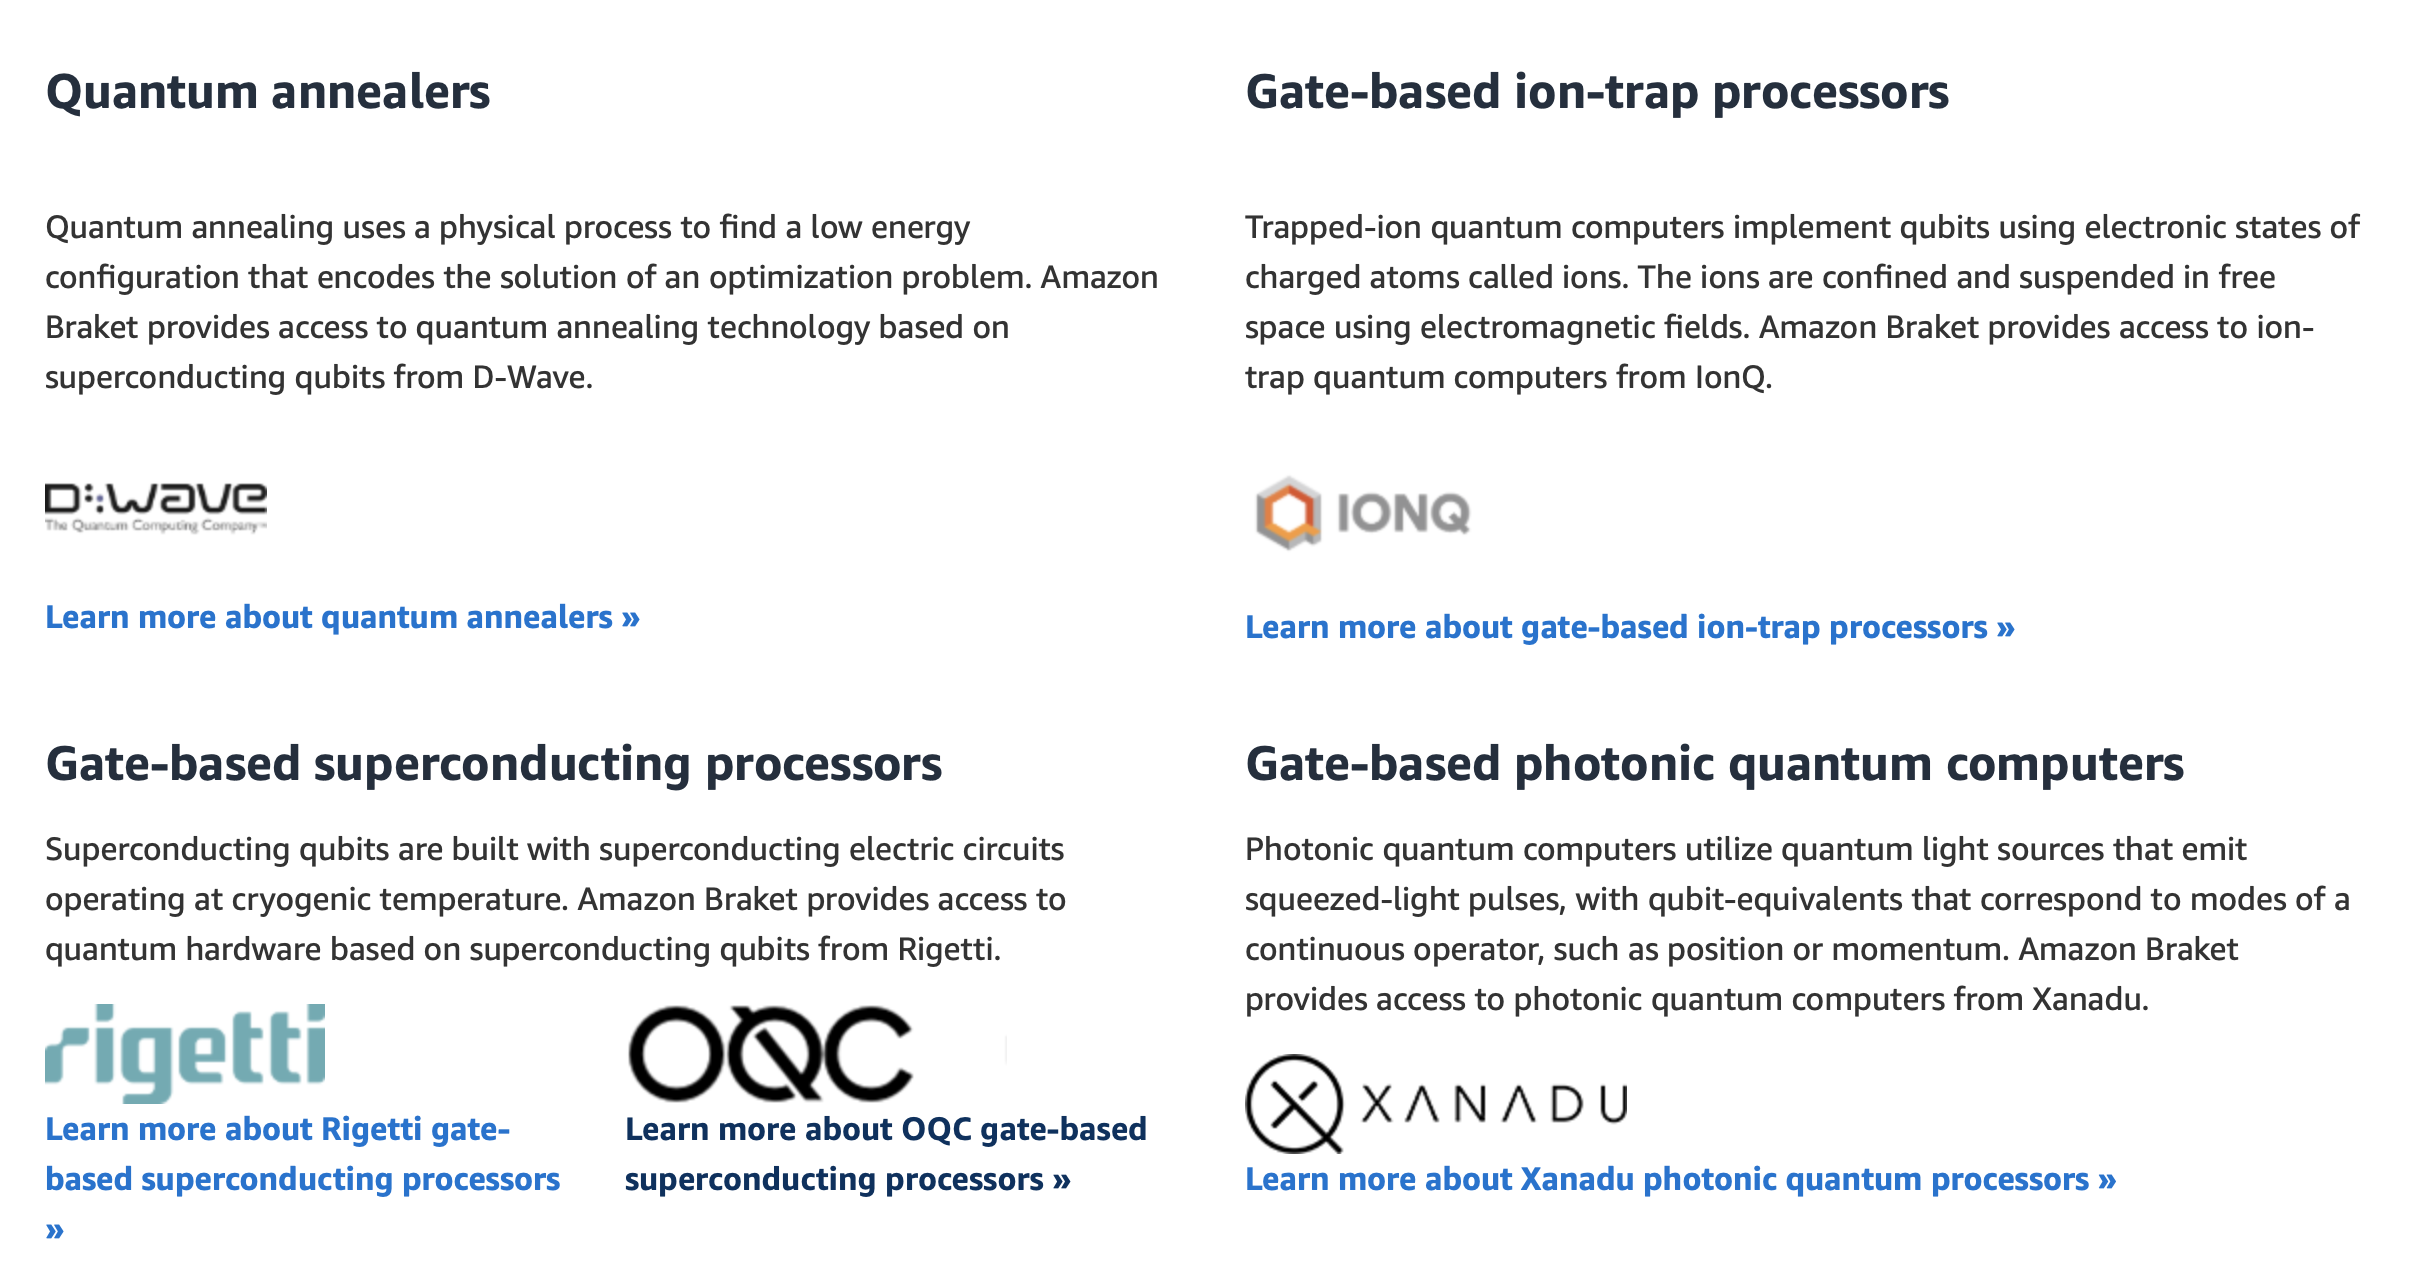 Quantum annealers
Quantum annealing uses a physical process to find a low energy
configuration that encodes the solution of an optimization problem. Amazon
Braket provides access to quantum annealing technology based on
superconducting qubits from D-Wave.
D:wave
The Quantum Computing Company™
Learn more about quantum annealers »
Gate-based ion-trap processors
Trapped-ion quantum computers implement qubits using electronic states of
charged atoms called ions. The ions are confined and suspended in free
space using electromagnetic fields. Amazon Braket provides access to ion-
trap quantum computers from IonQ.
IONQ
Learn more about gate-based ion-trap processors »
Gate-based superconducting processors
Superconducting qubits are built with superconducting electric circuits
operating at cryogenic temperature. Amazon Braket provides access to
quantum hardware based on superconducting qubits from Rigetti.
rigetti
Learn more about Rigetti gate-
based superconducting processors
»
OQC
Learn more about OQC gate-based
superconducting processors »
Gate-based photonic quantum computers
Photonic quantum computers utilize quantum light sources that emit
squeezed-light pulses, with qubit-equivalents that correspond to modes of a
continuous operator, such as position or momentum. Amazon Braket
provides access to photonic quantum computers from Xanadu.
XANADU
Learn more about Xanadu photonic quantum processors »